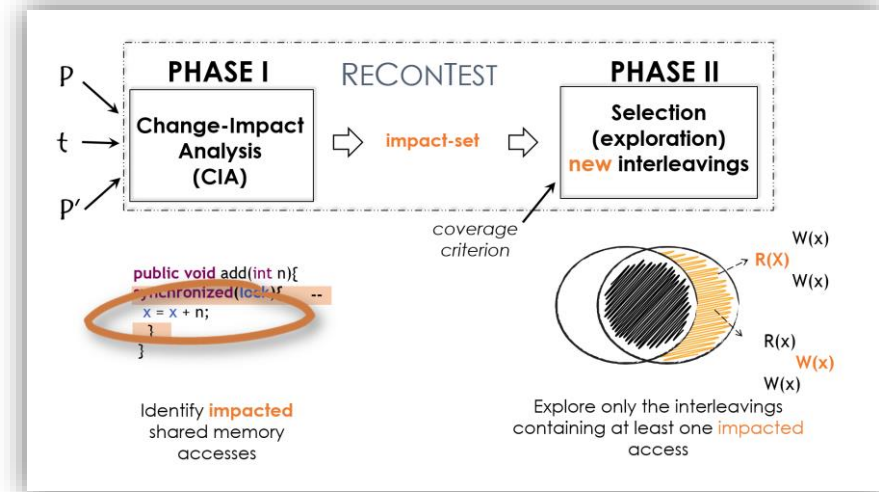 PHASE I
RECONTEST
PHASE II
P
t
P'
Change-Impact
Analysis
(CIA)
impact-set
Selection
(exploration)
new interleavings
coverage
criterion
public void add(int n){
synchronized(lock){ --
x = x + n;
}
}
W(x)
R(X)
W(x)
R(x)
W(x)
W(x)
Identify impacted
shared memory
accesses
Explore only the interleavings
containing at least one impacted
access